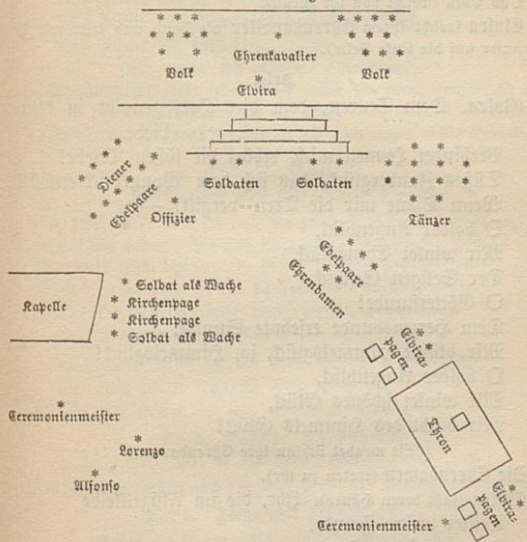 Ehrenkavalier
Volk
Volk
Elvira
Diener
Edelpaare
Soldaten
Soldaten
Offizier
Tänzer
Edelpaare
Ehrendamen
Soldat als Wache
Kirchenpage
Kirchenpage
Soldat als Wache
Kapelle
Elviras-
pagen
Thron
Ceremonienmeister
Lorenzo
Alfonso
Elviras-
pagen
Ceremonienmeister